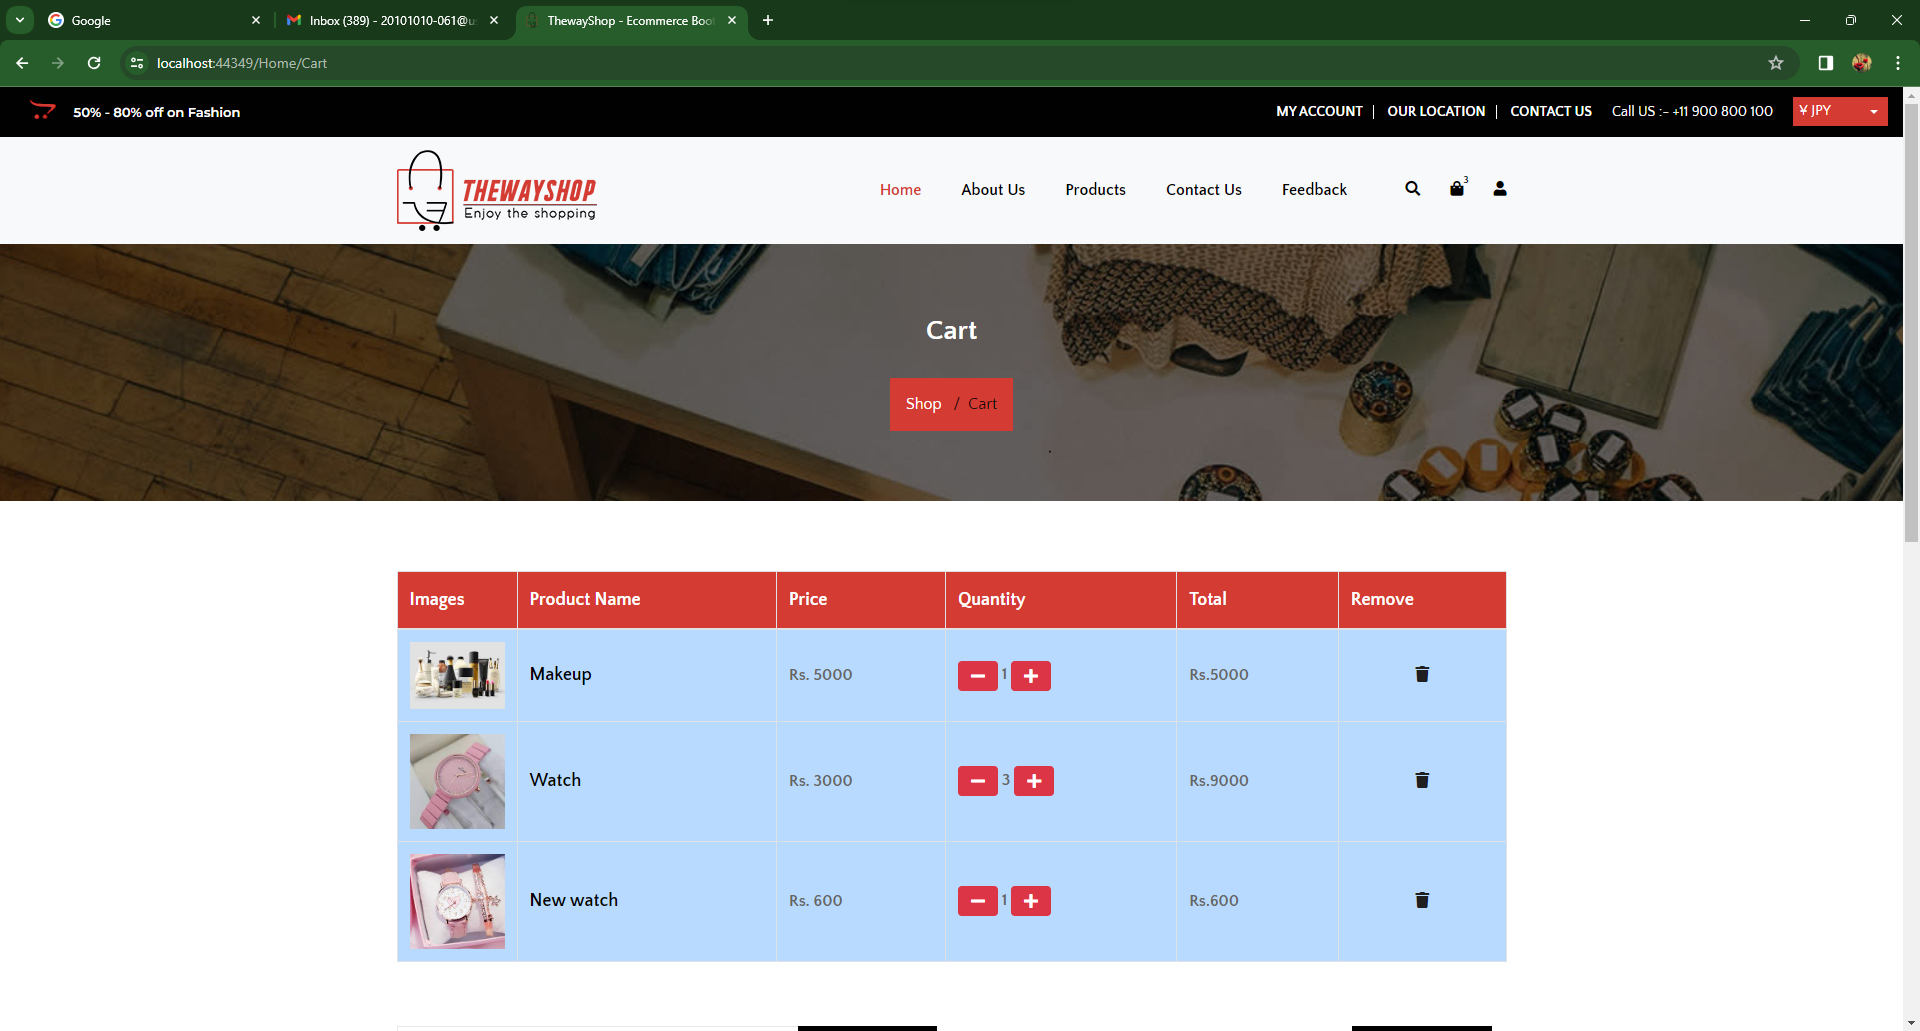 Google
Inbox (389) - 20101010-061@u
ThewayShop - Ecommerce Boot
localhost:44349/Home/Cart
50% - 80% off on Fashion
MY ACCOUNT
OUR LOCATION
CONTACT US
Call US :- +11 900 800 100
¥ JPY
THEWAYSHOP
Enjoy the shopping
Home
About Us
Products
Contact Us
Feedback
3
Cart
Shop / Cart
Images Product Name Price Quantity Total Remove
Makeup Rs. 5000 1 Rs.5000
Watch Rs. 3000 3 Rs.9000
New watch Rs. 600 1 Rs.600